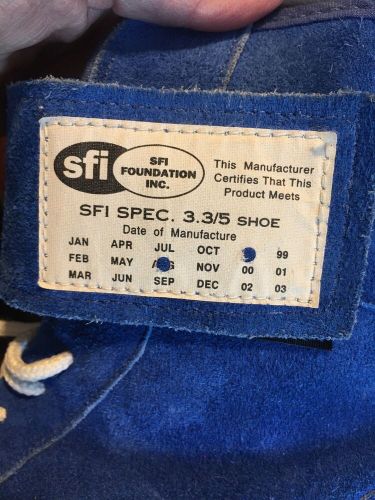 sfi
SFI
FOUNDATION
INC.
This Manufacturer
Certifies That This
Product Meets
SFI SPEC. 3.3/5 SHOE
Date of Manufacture
JAN APR JUL OCT 99
FEB MAY NOV 00 01
MAR JUN SEP DEC 02 03